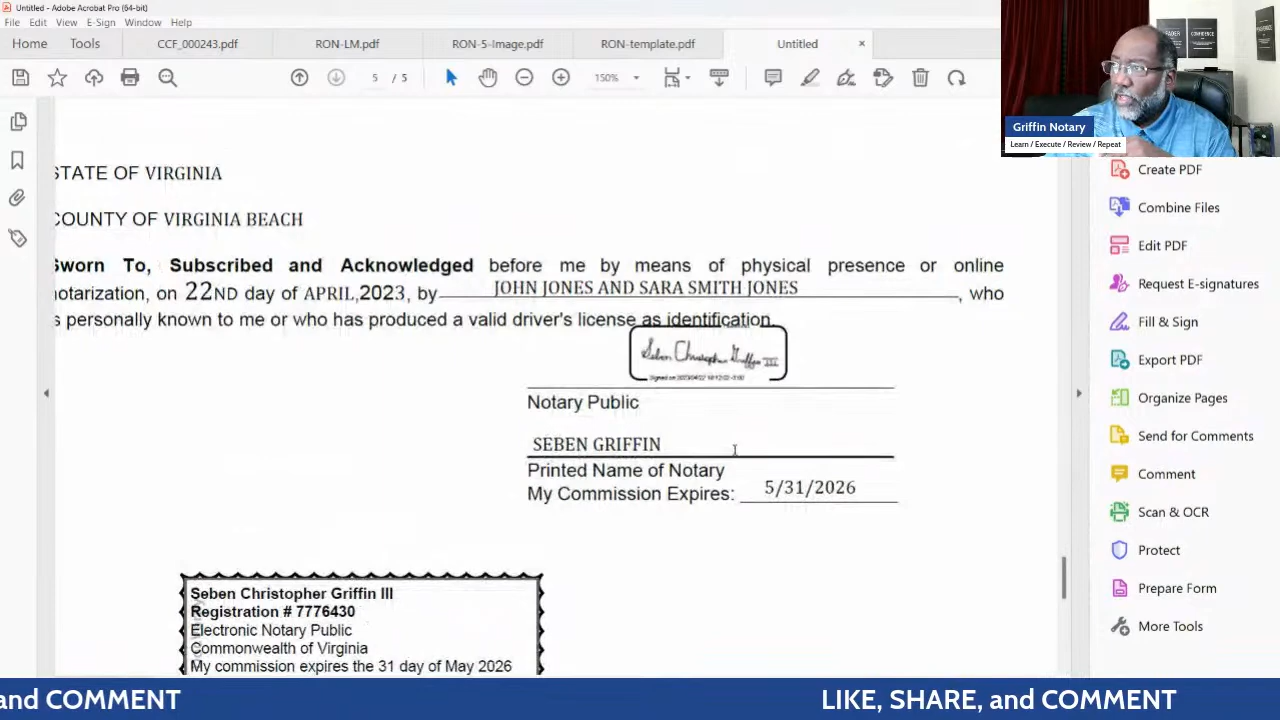 Untitled - Adobe Acrobat Pro (64-bit)
File Edit View E-Sign Window Help
Home Tools CCF_000243.pdf RON-LM.pdf RON-5-Image.pdf RON-template.pdf Untitled ×
5 / 5 150%
Griffin Notary
Learn / Execute / Review / Repeat
STATE OF VIRGINIA
COUNTY OF VIRGINIA BEACH
Sworn To, Subscribed and Acknowledged before me by means of physical presence or online
notarization, on 22ND day of APRIL,2023, by JOHN JONES AND SARA SMITH JONES, who
s personally known to me or who has produced a valid driver's license as identification.
Seben Christopher Griffin III
Notary Public
SEBEN GRIFFIN
Printed Name of Notary
My Commission Expires: 5/31/2026
Seben Christopher Griffin III
Registration # 7776430
Electronic Notary Public
Commonwealth of Virginia
My commission expires the 31 day of May 2026
Create PDF
Combine Files
Edit PDF
Request E-signatures
Fill & Sign
Export PDF
Organize Pages
Send for Comments
Comment
Scan & OCR
Protect
Prepare Form
More Tools
and COMMENT LIKE, SHARE, and COMMENT